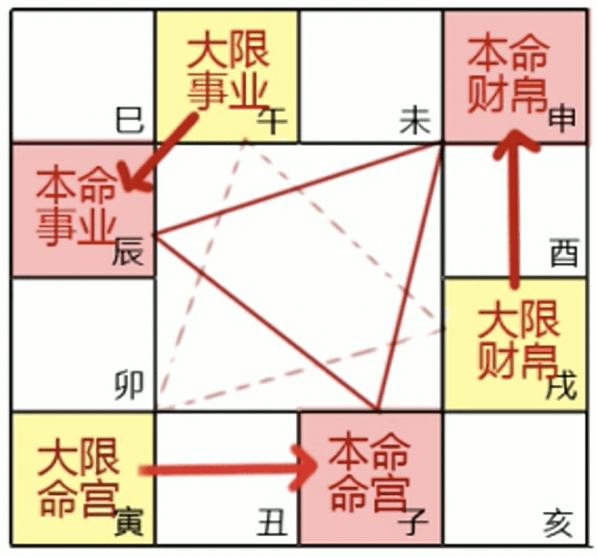 巳
大限
事业
午
未
本命
财帛
申
本命
事业
辰
酉
卯
大限
财帛
戌
大限
命宫
寅
丑
本命
命宫
子
亥